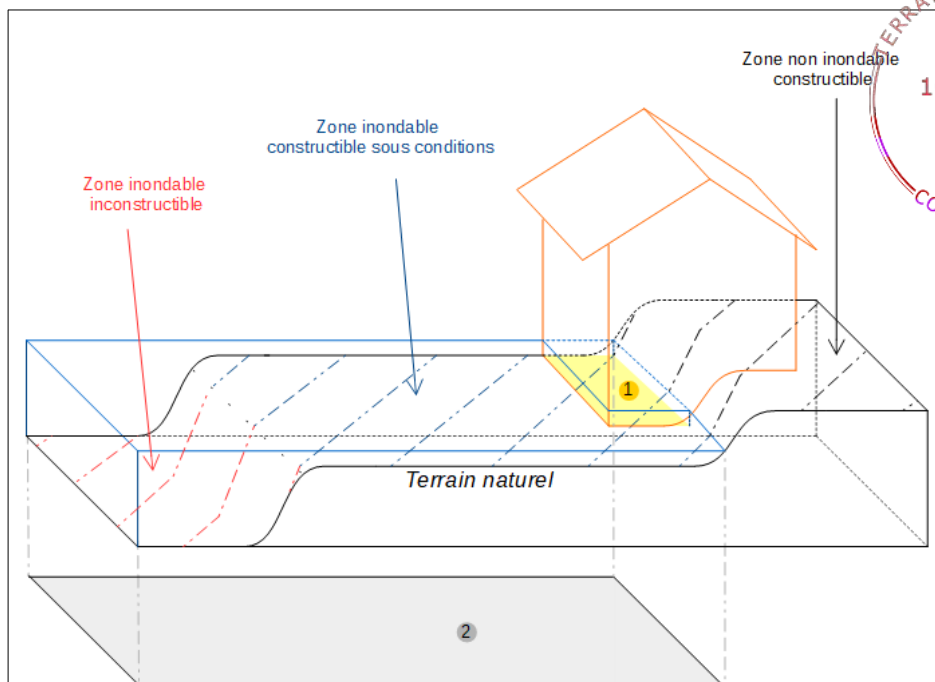 Zone non inondable
constructible
Zone inondable
constructible sous conditions
Zone inondable
inconstructible
1
Terrain naturel
2